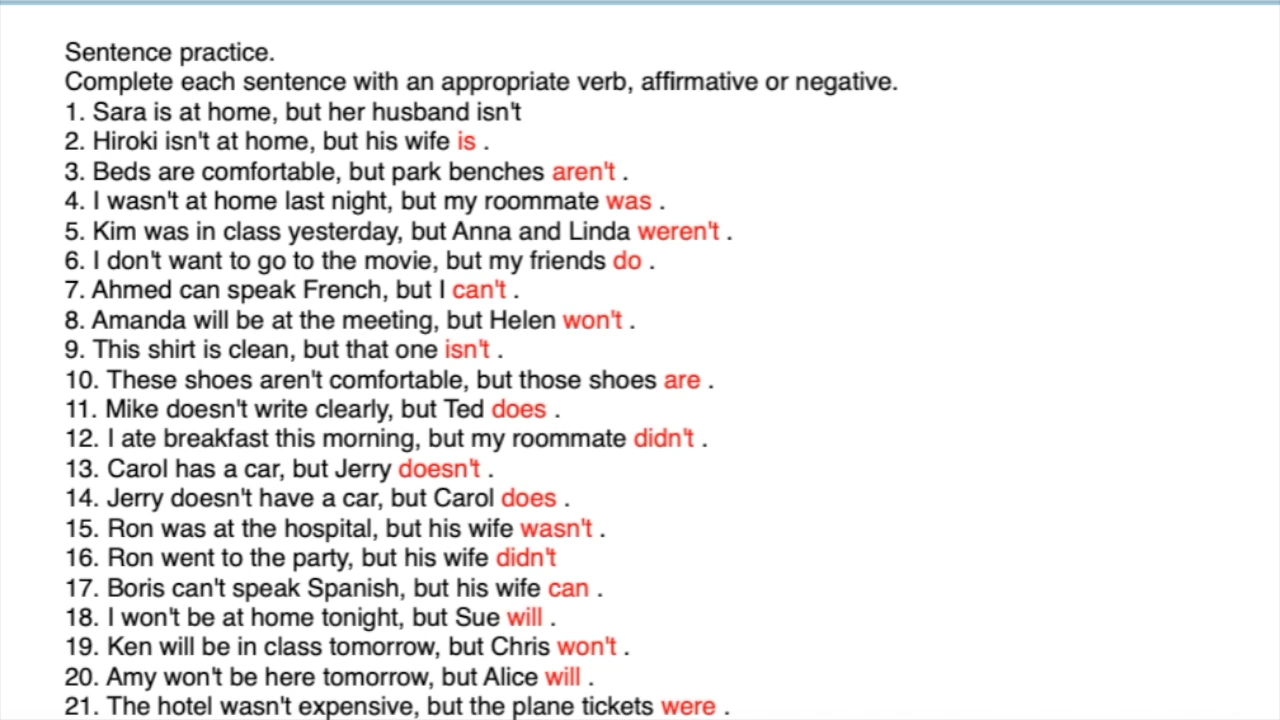 Sentence practice.
Complete each sentence with an appropriate verb, affirmative or negative.
1. Sara is at home, but her husband isn't
2. Hiroki isn't at home, but his wife is .
3. Beds are comfortable, but park benches aren't .
4. I wasn't at home last night, but my roommate was .
5. Kim was in class yesterday, but Anna and Linda weren't .
6. I don't want to go to the movie, but my friends do .
7. Ahmed can speak French, but I can't .
8. Amanda will be at the meeting, but Helen won't .
9. This shirt is clean, but that one isn't .
10. These shoes aren't comfortable, but those shoes are .
11. Mike doesn't write clearly, but Ted does .
12. I ate breakfast this morning, but my roommate didn't .
13. Carol has a car, but Jerry doesn't .
14. Jerry doesn't have a car, but Carol does .
15. Ron was at the hospital, but his wife wasn't .
16. Ron went to the party, but his wife didn't
17. Boris can't speak Spanish, but his wife can .
18. I won't be at home tonight, but Sue will .
19. Ken will be in class tomorrow, but Chris won't .
20. Amy won't be here tomorrow, but Alice will .
21. The hotel wasn't expensive, but the plane tickets were .